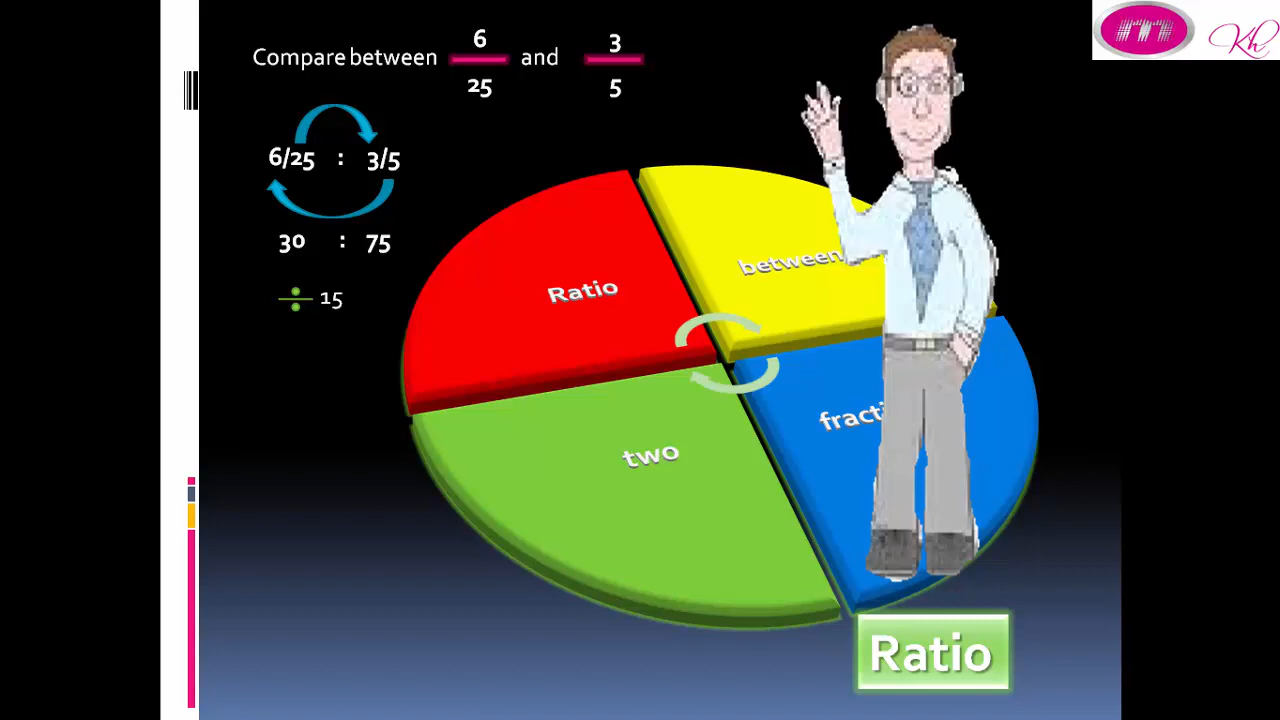 Compare between 6/25 and 3/5
6/25 : 3/5
30 : 75
÷ 15
Ratio
between
two
fracti
Ratio
m
Kh